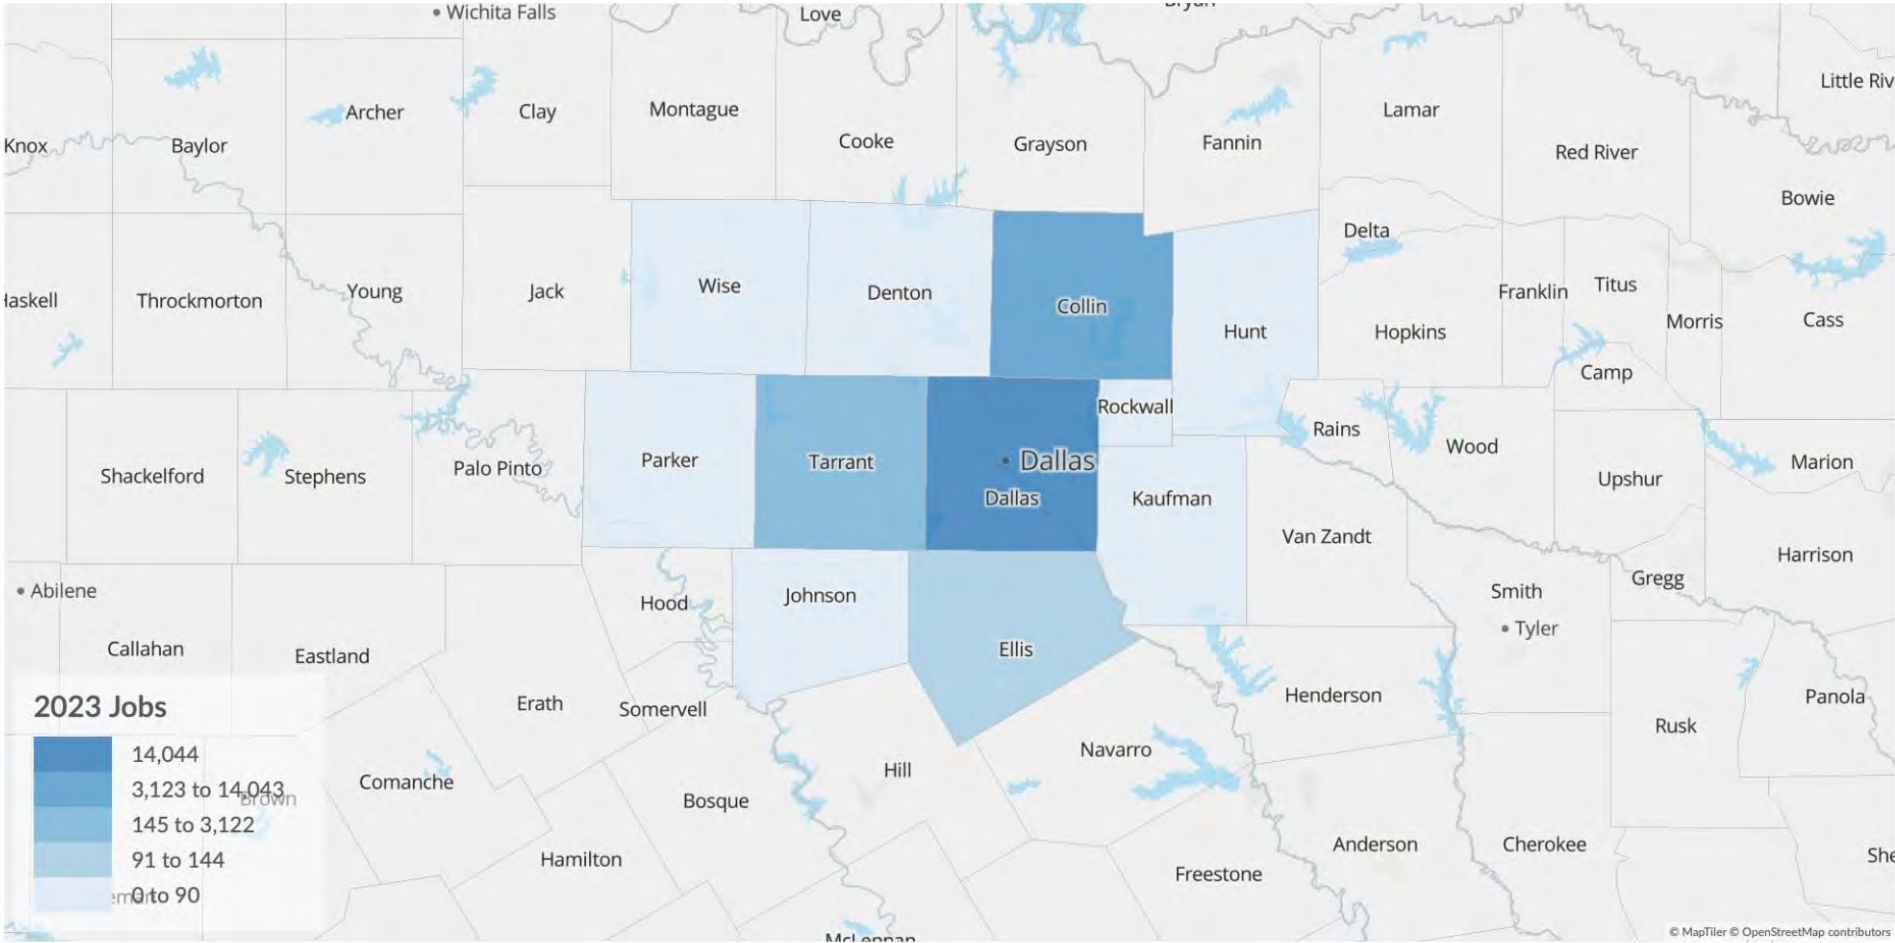 Wichita Falls
Love
Little Riv
Archer
Clay
Montague
Lamar
Knox
Baylor
Cooke
Grayson
Fannin
Red River
Bowie
Delta
Haskell
Throckmorton
Young
Jack
Wise
Denton
Collin
Hunt
Hopkins
Franklin
Titus
Morris
Cass
Camp
Rockwall
Shackelford
Stephens
Palo Pinto
Parker
Tarrant
Dallas
Dallas
Kaufman
Rains
Wood
Upshur
Marion
Van Zandt
Harrison
Abilene
Callahan
Eastland
Hood
Johnson
Ellis
Smith
Tyler
Gregg
Erath
Somervell
Henderson
Rusk
Panola
2023 Jobs
14,044
3,123 to 14,043
Brown
145 to 3,122
91 to 144
0 to 90
Comanche
Hamilton
Bosque
Hill
Navarro
Freestone
Anderson
Cherokee
She
McLennan
© MapTiler © OpenStreetMap contributors